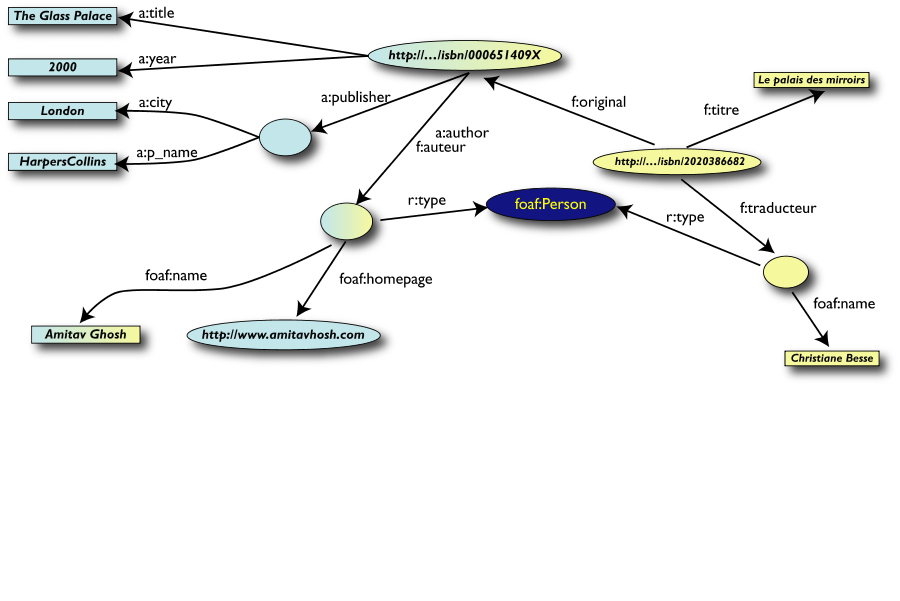 The Glass Palace
a:title
http://…/isbn/000651409X
2000
a:year
Le palais des mirroirs
London
a:city
a:publisher
f:original
f:titre
HarpersCollins
a:p_name
a:author
f:auteur
http://…/isbn/2020386682
r:type
foaf:Person
r:type
f:traducteur
foaf:name
foaf:homepage
foaf:name
Amitav Ghosh
http://www.amitavhosh.com
Christiane Besse